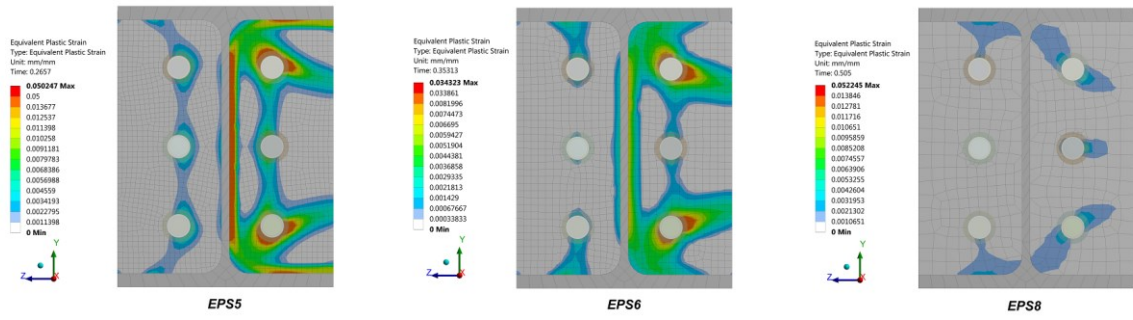 Equivalent Plastic Strain
Type: Equivalent Plastic Strain
Unit: mm/mm
Time: 0.2657
0.050247 Max
0.05
0.013677
0.012537
0.011398
0.010258
0.0091181
0.0079783
0.0068386
0.0056988
0.004559
0.0034193
0.0022795
0.0011398
0 Min
Y
Z
X
EPS5
Equivalent Plastic Strain
Type: Equivalent Plastic Strain
Unit: mm/mm
Time: 0.35313
0.034323 Max
0.033861
0.0081996
0.0074473
0.006695
0.0059427
0.0051904
0.0044381
0.0036858
0.0029335
0.0021813
0.001429
0.00067667
0.00033833
0 Min
Y
Z
X
EPS6
Equivalent Plastic Strain
Type: Equivalent Plastic Strain
Unit: mm/mm
Time: 0.505
0.052245 Max
0.013846
0.012781
0.011716
0.010651
0.0095859
0.0085208
0.0074557
0.0063906
0.0053255
0.0042604
0.0031953
0.0021302
0.0010651
0 Min
Y
Z
X
EPS8